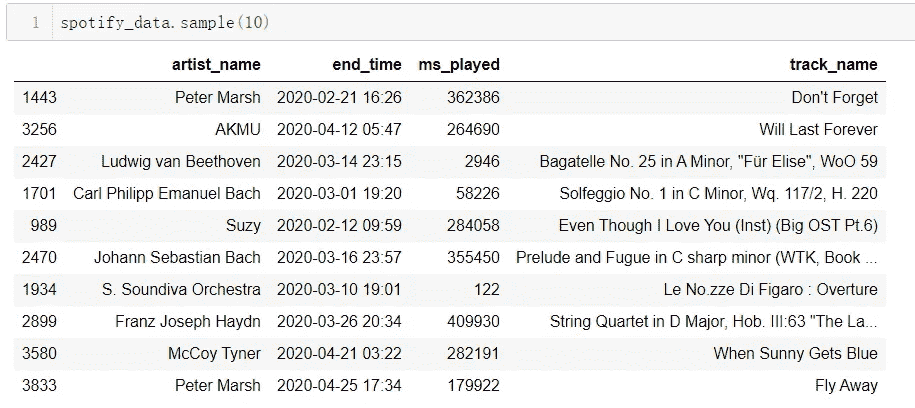 1 spotify_data.sample(10)
artist_name end_time ms_played track_name
1443 Peter Marsh 2020-02-21 16:26 362386 Don't Forget
3256 AKMU 2020-04-12 05:47 264690 Will Last Forever
2427 Ludwig van Beethoven 2020-03-14 23:15 2946 Bagatelle No. 25 in A Minor, "Für Elise", WoO 59
1701 Carl Philipp Emanuel Bach 2020-03-01 19:20 58226 Solfeggio No. 1 in C Minor, Wq. 117/2, H. 220
989 Suzy 2020-02-12 09:59 284058 Even Though I Love You (Inst) (Big OST Pt.6)
2470 Johann Sebastian Bach 2020-03-16 23:57 355450 Prelude and Fugue in C sharp minor (WTK, Book ...
1934 S. Soundiva Orchestra 2020-03-10 19:01 122 Le No.zze Di Figaro : Overture
2899 Franz Joseph Haydn 2020-03-26 20:34 409930 String Quartet in D Major, Hob. III:63 "The La...
3580 McCoy Tyner 2020-04-21 03:22 282191 When Sunny Gets Blue
3833 Peter Marsh 2020-04-25 17:34 179922 Fly Away